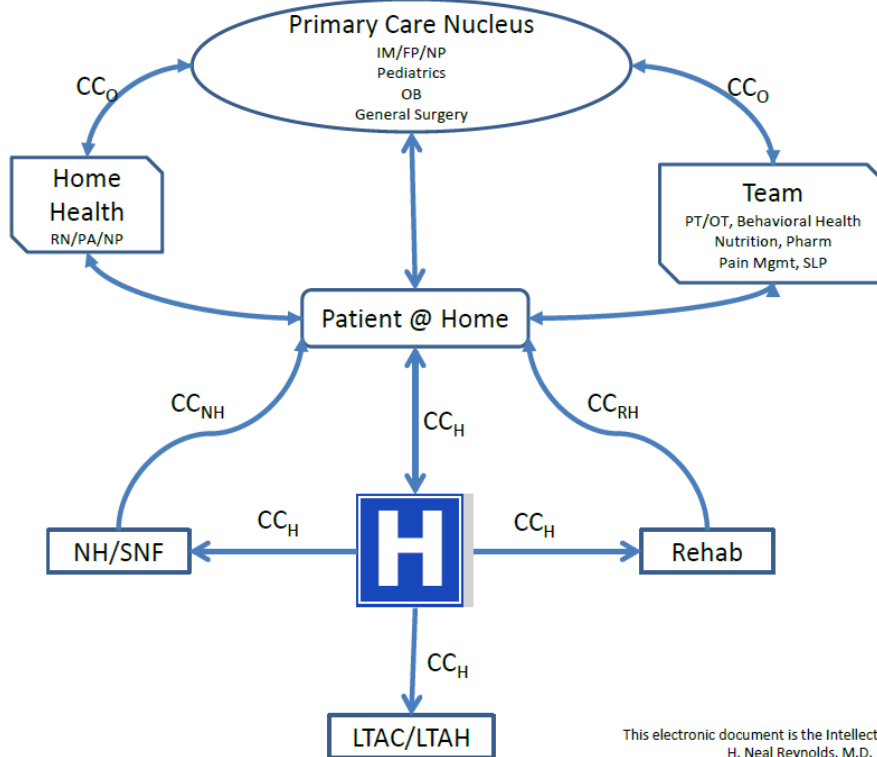 Primary Care Nucleus
IM/FP/NP
Pediatrics
OB
General Surgery
CCO
CCO
Home
Health
RN/PA/NP
Team
PT/OT, Behavioral Health
Nutrition, Pharm
Pain Mgmt, SLP
Patient @ Home
CCNH
CCH
CCRH
NH/SNF
CCH
H
CCH
Rehab
CCH
LTAC/LTAH
This electronic document is the Intellect
H. Neal Reynolds, M.D.